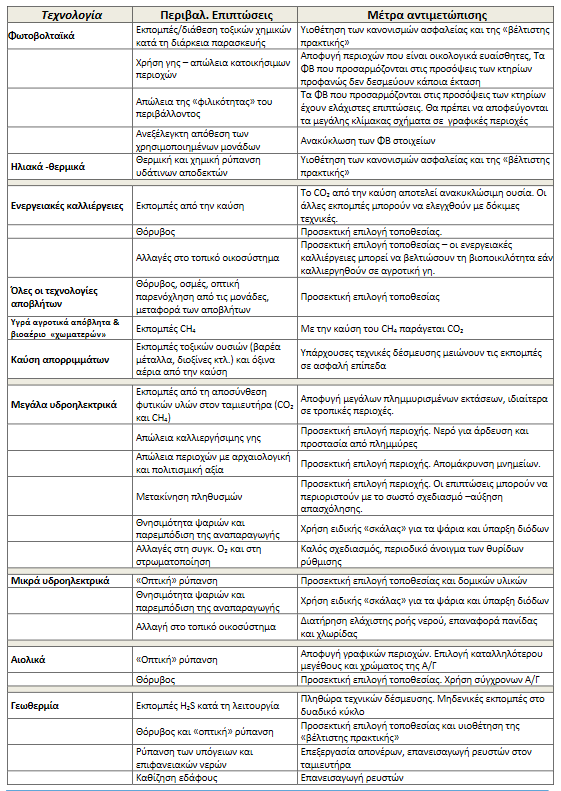 Τεχνολογία Περιβαλ. Επιπτώσεις Μέτρα αντιμετώπισης
Φωτοβολταϊκά Εκπομπές/διάθεση τοξικών χημικών Υιοθέτηση των κανονισμών ασφαλείας και της «βέλτιστης
κατά τη διάρκεια παρασκευής πρακτικής»
Χρήση γης – απώλεια κατοικήσιμων Αποφυγή περιοχών που είναι οικολογικά ευαίσθητες, Τα
περιοχών ΦΒ που προσαρμόζονται στις προσόψεις των κτηρίων
προφανώς δεν δεσμεύουν κάποια έκταση
Απώλεια της «φιλικότητας» του Τα ΦΒ που προσαρμόζονται στις προσόψεις των κτηρίων
περιβάλλοντος έχουν ελάχιστες επιπτώσεις. Θα πρέπει να αποφεύγονται
τα μεγάλης κλίμακας σχήματα σε γραφικές περιοχές
Ανεξέλεγκτη απόθεση των Ανακύκλωση των ΦΒ στοιχείων
χρησιμοποιημένων μονάδων
Ηλιακά -θερμικά Θερμική και χημική ρύπανση Υιοθέτηση των κανονισμών ασφαλείας και της «βέλτιστης
υδάτινων αποδεκτών πρακτικής»
Ενεργειακές καλλιέργειες Εκπομπές από την καύση Το CO₂ από την καύση αποτελεί ανακυκλώσιμη ουσία. Οι
άλλες εκπομπές μπορούν να ελεγχθούν με δόκιμες
τεχνικές.
Θόρυβος Προσεκτική επιλογή τοποθεσίας.
Αλλαγές στο τοπικό οικοσύστημα Προσεκτική επιλογή τοποθεσίας – οι ενεργειακές
καλλιέργειες μπορεί να βελτιώσουν τη βιοποικιλότητα εάν
καλλιεργηθούν σε αγροτική γη.
Όλες οι τεχνολογίες Θόρυβος, οσμές, οπτική Προσεκτική επιλογή τοποθεσίας
αποβλήτων παρενόχληση από τις μονάδες,
μεταφορά των αποβλήτων
Υγρά αγροτικά απόβλητα & Εκπομπές CH₄ Με την καύση του CH₄ παράγεται CO₂
βιοαέριο «χωματερών»
Καύση απορριμμάτων Εκπομπές τοξικών ουσιών (βαρέα Υπάρχουσες τεχνικές δέσμευσης μειώνουν τις εκπομπές
μέταλλα, διοξίνες κτλ.) και όξινα σε ασφαλή επίπεδα
αέρια από την καύση
Μεγάλα υδροηλεκτρικά Εκπομπές από τη αποσύνθεση Αποφυγή μεγάλων πλημμυρισμένων εκτάσεων, ιδιαίτερα
φυτικών υλών στον ταμιευτήρα (CO₂ σε τροπικές περιοχές.
και CH₄)
Απώλεια καλλιεργήσιμης γης Προσεκτική επιλογή περιοχής. Νερό για άρδευση και
προστασία από πλημμύρες
Απώλεια περιοχών με αρχαιολογική Προσεκτική επιλογή περιοχής. Απομάκρυνση μνημείων.
και πολιτισμική αξία
Μετακίνηση πληθυσμών Προσεκτική επιλογή περιοχής. Οι επιπτώσεις μπορούν να
περιοριστούν με το σωστό σχεδιασμό –αύξηση
απασχόλησης.
Θνησιμότητα ψαριών και Χρήση ειδικής «σκάλας» για τα ψάρια και ύπαρξη διόδων
παρεμπόδιση της αναπαραγωγής
Αλλαγές στη συγκ. O₂ και στη Καλός σχεδιασμός, περιοδικό άνοιγμα των θυρίδων
στρωματοποίηση ρύθμισης
Μικρά υδροηλεκτρικά «Οπτική» ρύπανση Προσεκτική επιλογή τοποθεσίας και δομικών υλικών
Θνησιμότητα ψαριών και Χρήση ειδικής «σκάλας» για τα ψάρια και ύπαρξη διόδων
παρεμπόδιση της αναπαραγωγής
Αλλαγή στο τοπικό οικοσύστημα Διατήρηση ελάχιστης ροής νερού, επαναφορά πανίδας
και χλωρίδας
Αιολικά «Οπτική» ρύπανση Αποφυγή γραφικών περιοχών. Επιλογή καταλληλότερου
μεγέθους και χρώματος της Α/Γ
Θόρυβος Προσεκτική επιλογή τοποθεσίας. Χρήση σύγχρονων Α/Γ
Γεωθερμία Εκπομπές H₂S κατά τη λειτουργία Πληθώρα τεχνικών δέσμευσης. Μηδενικές εκπομπές στο
δυαδικό κύκλο
Θόρυβος και «οπτική» ρύπανση Προσεκτική επιλογή τοποθεσίας και υιοθέτηση της
«βέλτιστης πρακτικής»
Ρύπανση των υπόγειων και Επεξεργασία απονέρων, επανεισαγωγή ρευστών στον
επιφανειακών νερών ταμιευτήρα
Καθίζηση εδάφους Επανεισαγωγή ρευστών